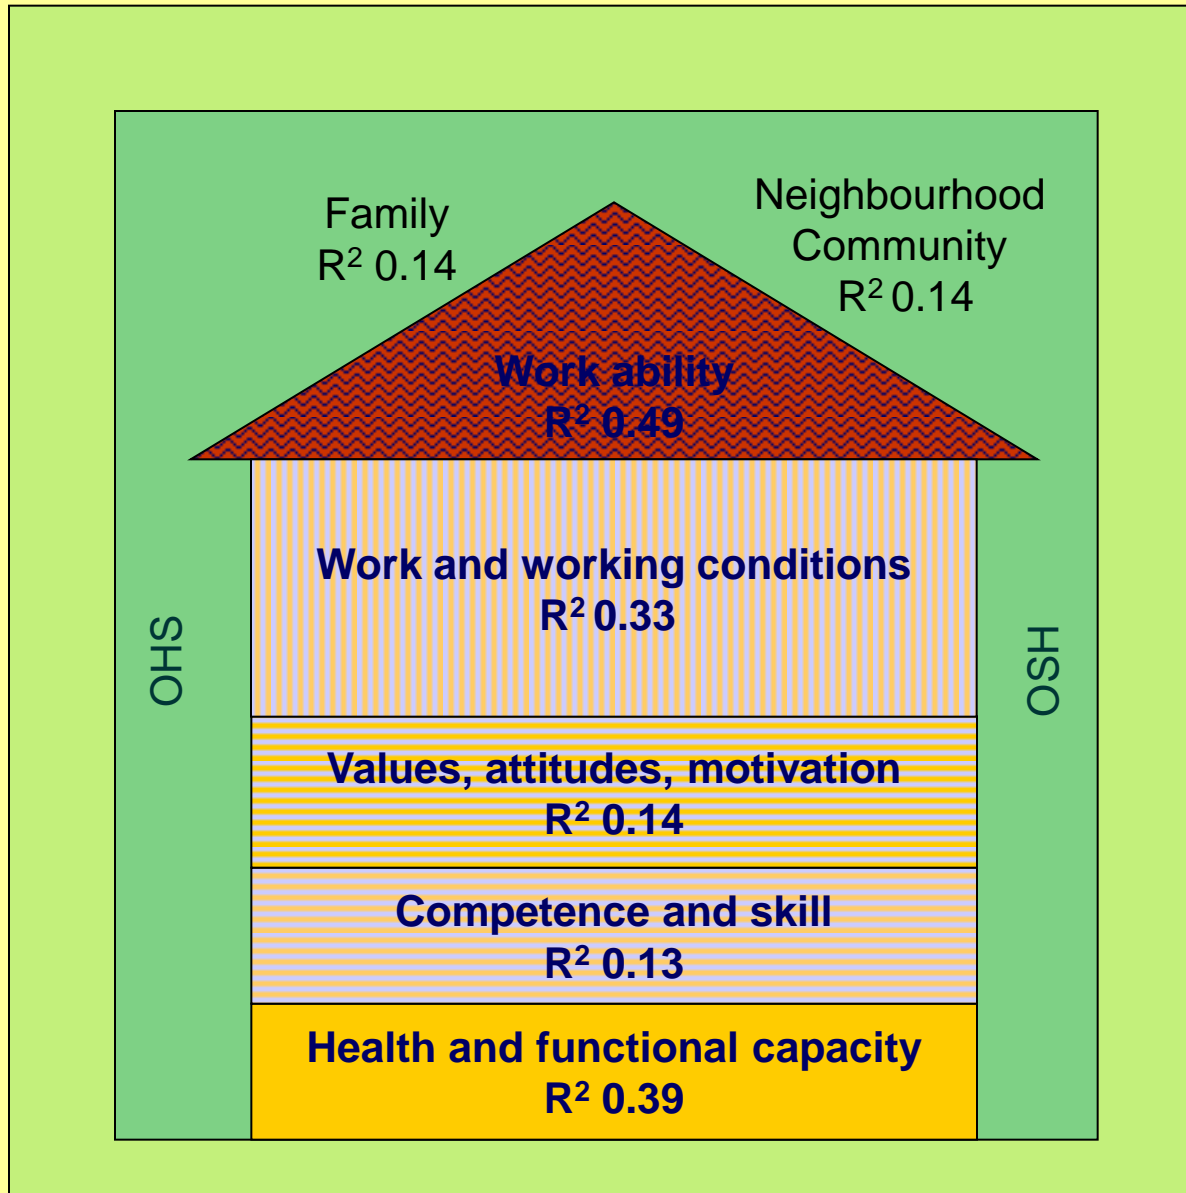 Family
R² 0.14
Neighbourhood
Community
R² 0.14
Work ability
R² 0.49
Work and working conditions
R² 0.33
OHS
OSH
Values, attitudes, motivation
R² 0.14
Competence and skill
R² 0.13
Health and functional capacity
R² 0.39